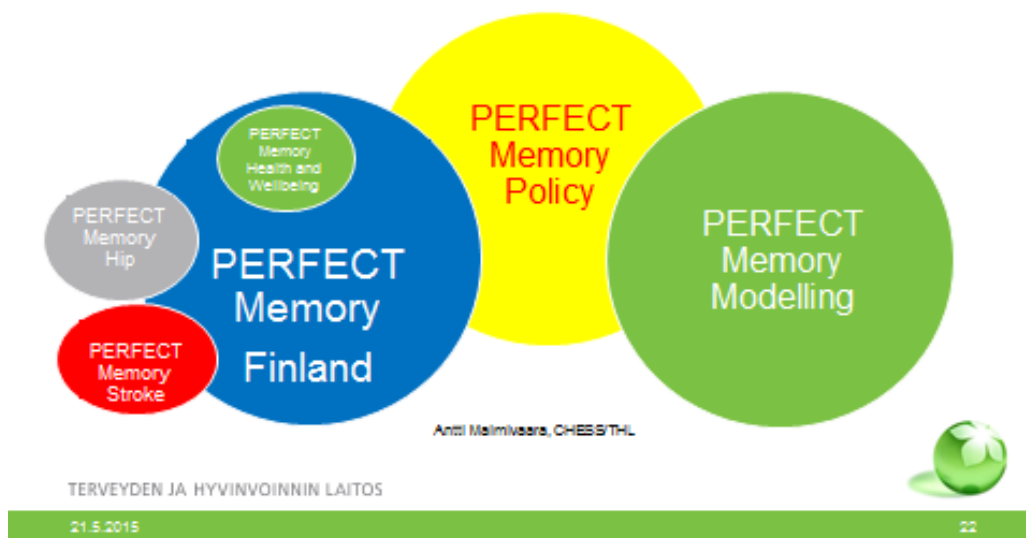 PERFECT
Memory
Policy
PERFECT
Memory
Health and
Wellbeing
PERFECT
Memory
Hip
PERFECT
Memory
Finland
PERFECT
Memory
Stroke
PERFECT
Memory
Modelling
Antti Malmivaara, CHESS/THL
TERVEYDEN JA HYVINVOINNIN LAITOS
21.5.2015
22